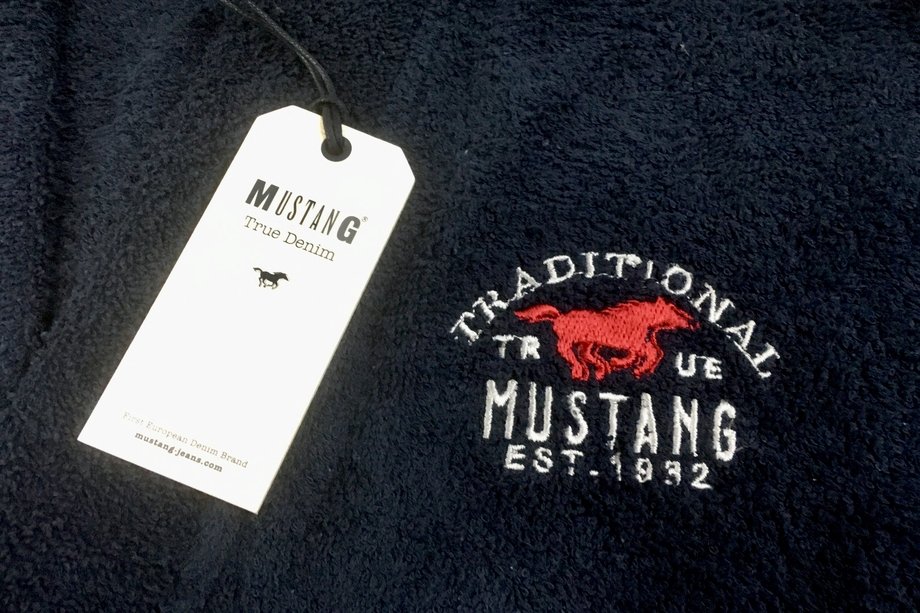 MUSTANG®
True Denim
First European Denim Brand
mustang-jeans.com
TRADITIONAL
TR UE
MUSTANG
EST-1932